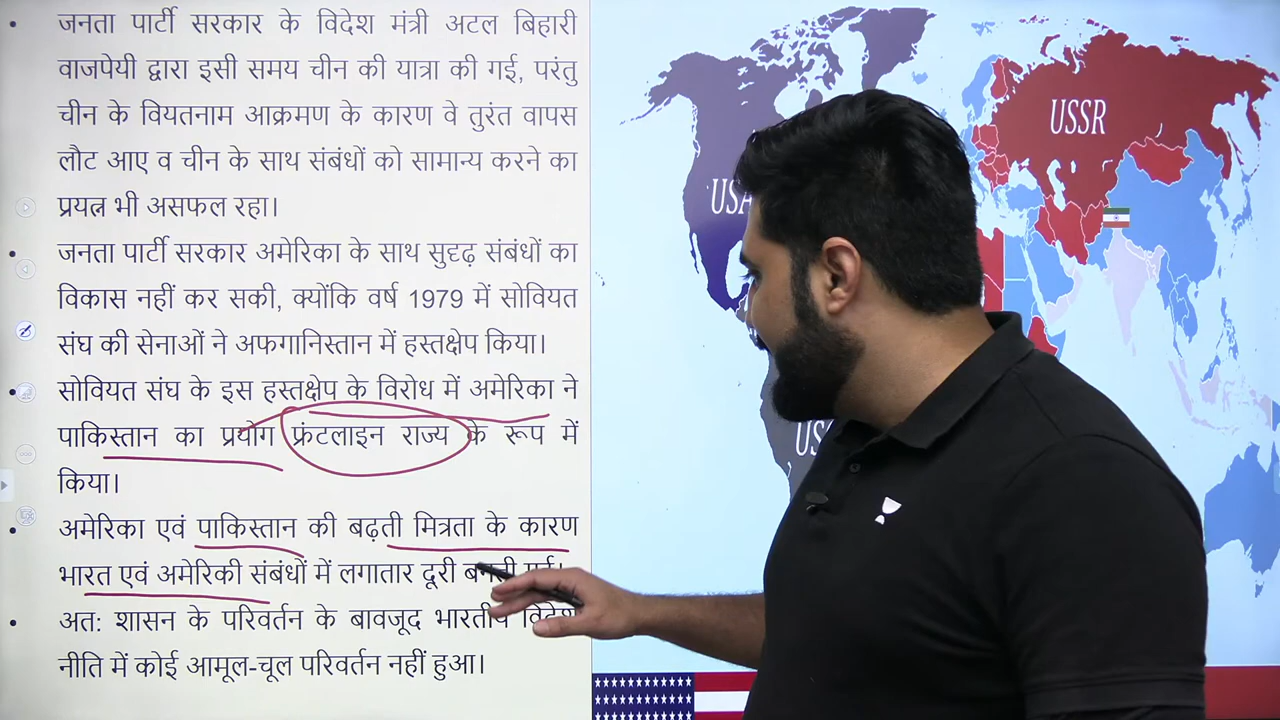 जनता पार्टी सरकार के विदेश मंत्री अटल बिहारी
वाजपेयी द्वारा इसी समय चीन की यात्रा की गई, परंतु
चीन के वियतनाम आक्रमण के कारण वे तुरंत वापस
लौट आए व चीन के साथ संबंधों को सामान्य करने का
प्रयत्न भी असफल रहा।
जनता पार्टी सरकार अमेरिका के साथ सुदृढ़ संबंधों का
विकास नहीं कर सकी, क्योंकि वर्ष 1979 में सोवियत
संघ की सेनाओं ने अफगानिस्तान में हस्तक्षेप किया।
सोवियत संघ के इस हस्तक्षेप के विरोध में अमेरिका ने
पाकिस्तान का प्रयोग फ्रंटलाइन राज्य के रूप में
किया।
अमेरिका एवं पाकिस्तान की बढ़ती मित्रता के कारण
भारत एवं अमेरिकी संबंधों में लगातार दूरी
अत: शासन के परिवर्तन के बावजूद भारतीय विदेश
नीति में कोई आमूल-चूल परिवर्तन नहीं हुआ।
USSR